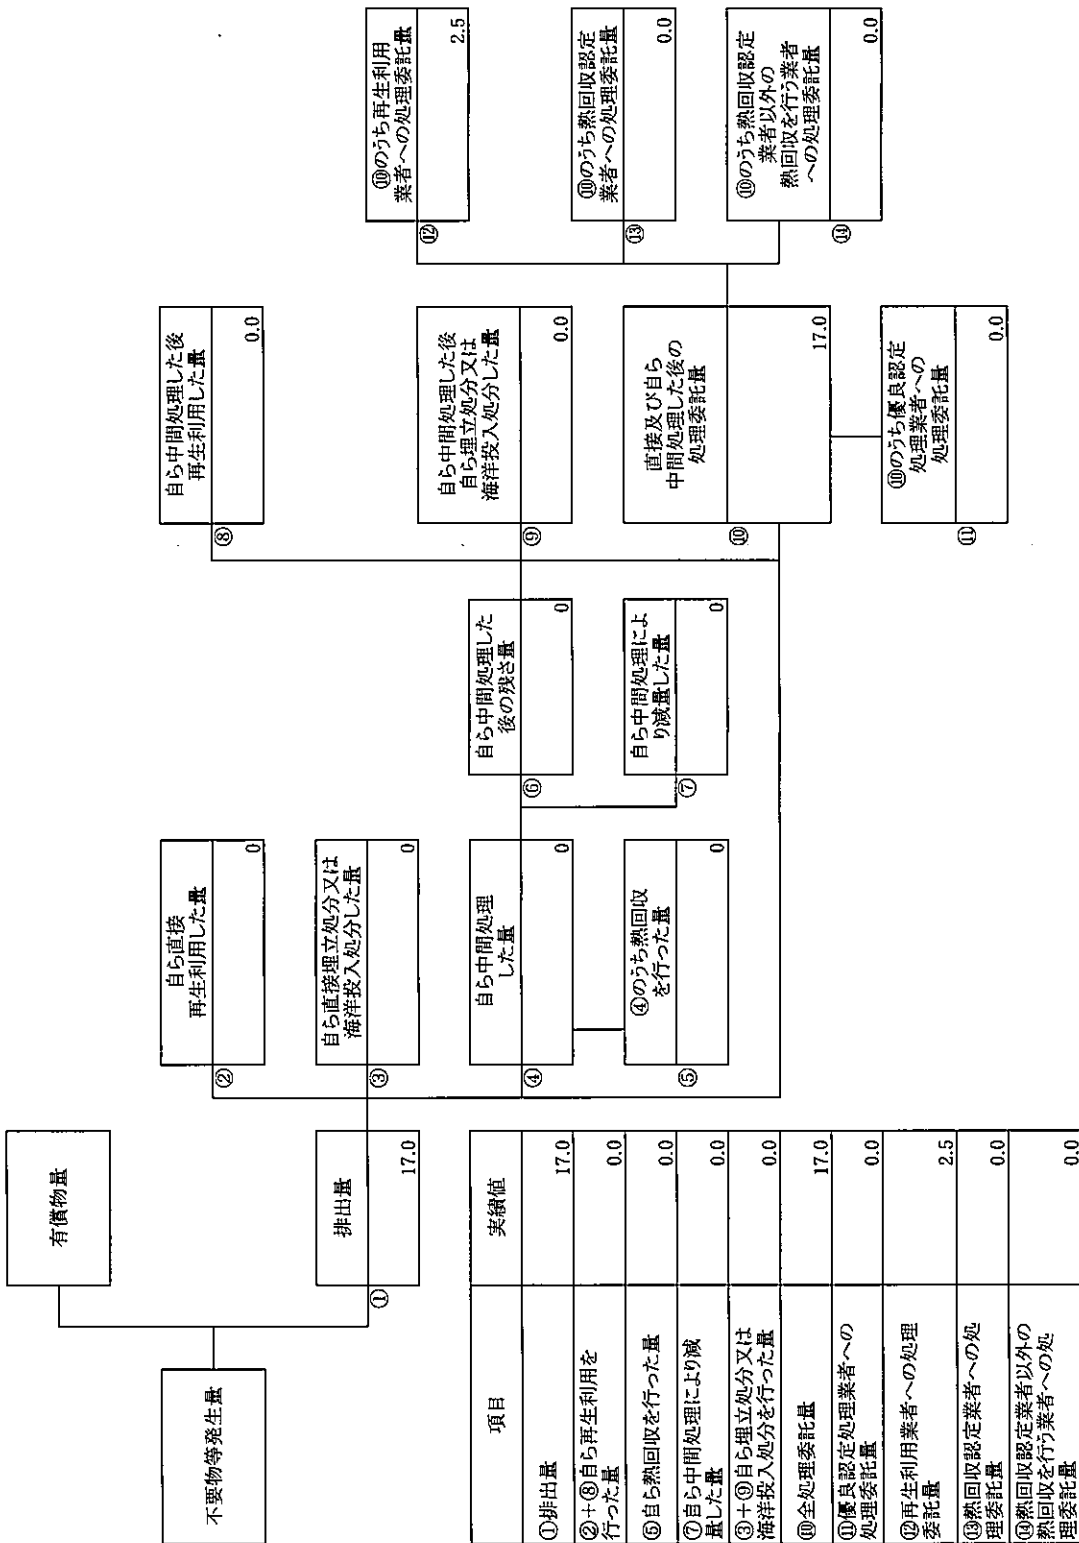 不要物等発生量
有償物量
排出量
①
17.0
自ら直接
再生利用した量
②
0
自ら直接埋立処分又は
海洋投入処分した量
③
0
自ら中間処理
した量
④
0
④のうち熱回収
を行った量
⑤
0
自ら中間処理した
後の残さ量
⑥
0
自ら中間処理によ
り減量した量
⑦
0
自ら中間処理した後
再生利用した量
⑧
0.0
自ら中間処理した後
自ら埋立処分又は
海洋投入処分した量
⑨
0.0
直接及び自ら
中間処理した後の
処理委託量
⑩
17.0
⑩のうち優良認定
処理業者への
処理委託量
⑪
0.0
⑩のうち再生利用
業者への処理委託量
⑫
2.5
⑩のうち熱回収認定
業者への処理委託量
⑬
0.0
⑩のうち熱回収認定
業者以外の
熱回収を行う業者
への処理委託量
⑭
0.0
項目
実績値
①排出量
17.0
②+⑧自ら再生利用を
行った量
0.0
⑤自ら熱回収を行った量
0.0
⑦自ら中間処理により減
量した量
0.0
③+⑨自ら埋立処分又は
海洋投入処分を行った量
0.0
⑩全処理委託量
17.0
⑪優良認定処理業者への
処理委託量
0.0
⑫再生利用業者への処理
委託量
2.5
⑬熱回収認定業者への処
理委託量
0.0
⑭熱回収認定業者以外の
熱回収を行う業者への処
理委託量
0.0